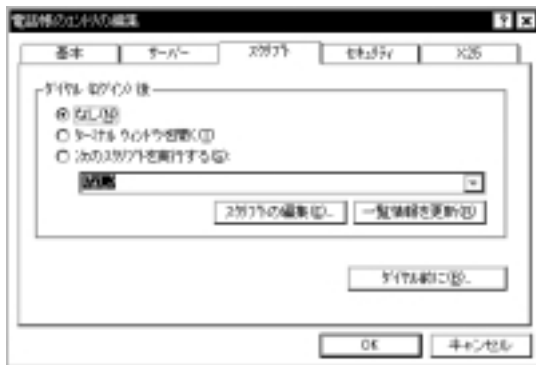 電話帳のエントリの編集
基本 サーバー スクリプト セキュリティ X.25
ダイヤル (ログイン) 後
なし(N)
ターミナル ウィンドウを開く(T)
次のスクリプトを実行する(S):
(なし)
スクリプトの編集(E)... 一覧情報を更新(R)
ダイヤル前に(B)...
OK キャンセル